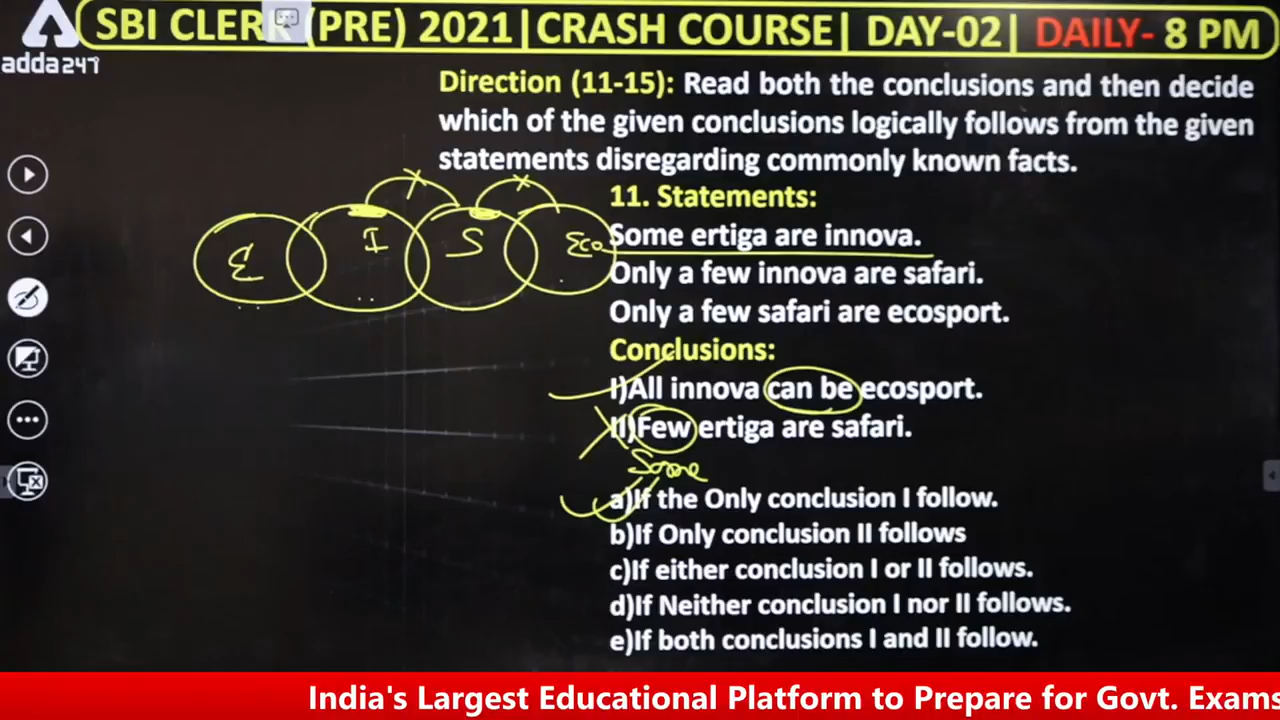 SBI CLERK (PRE) 2021|CRASH COURSE| DAY-02| DAILY- 8 PM
adda247
Direction (11-15): Read both the conclusions and then decide
which of the given conclusions logically follows from the given
statements disregarding commonly known facts.
11. Statements:
Some ertiga are innova.
Only a few innova are safari.
Only a few safari are ecosport.
E I S Eco
Conclusions:
I)All innova can be ecosport.
II)Few ertiga are safari.
Some
a)If the Only conclusion I follow.
b)If Only conclusion II follows
c)If either conclusion I or II follows.
d)If Neither conclusion I nor II follows.
e)If both conclusions I and II follow.
India's Largest Educational Platform to Prepare for Govt. Exams